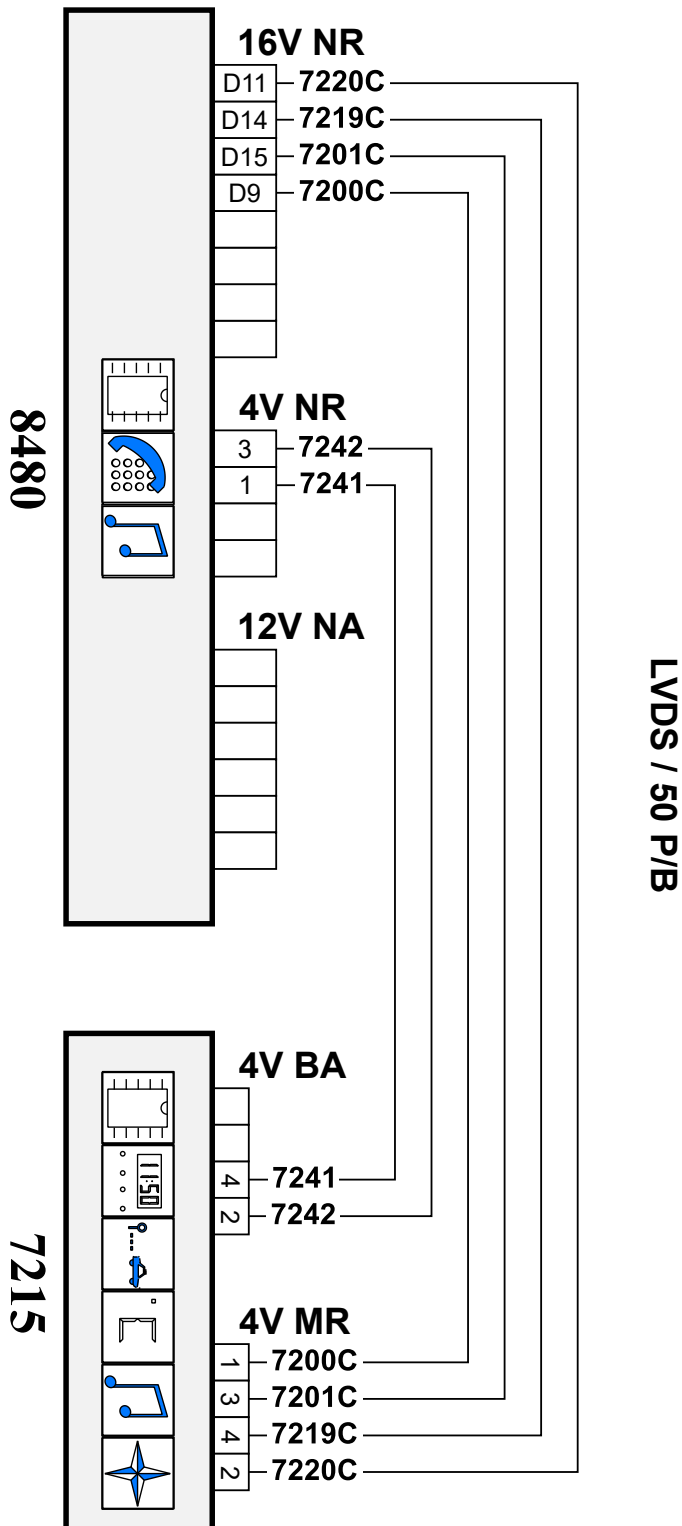 16V NR
D11 7220C
D14 7219C
D15 7201C
D9 7200C
4V NR
3 7242
1 7241
8480
12V NA
LVDS / 50 P/B
4V BA
11:50
4 7241
2 7242
7215
4V MR
1 7200C
3 7201C
4 7219C
2 7220C